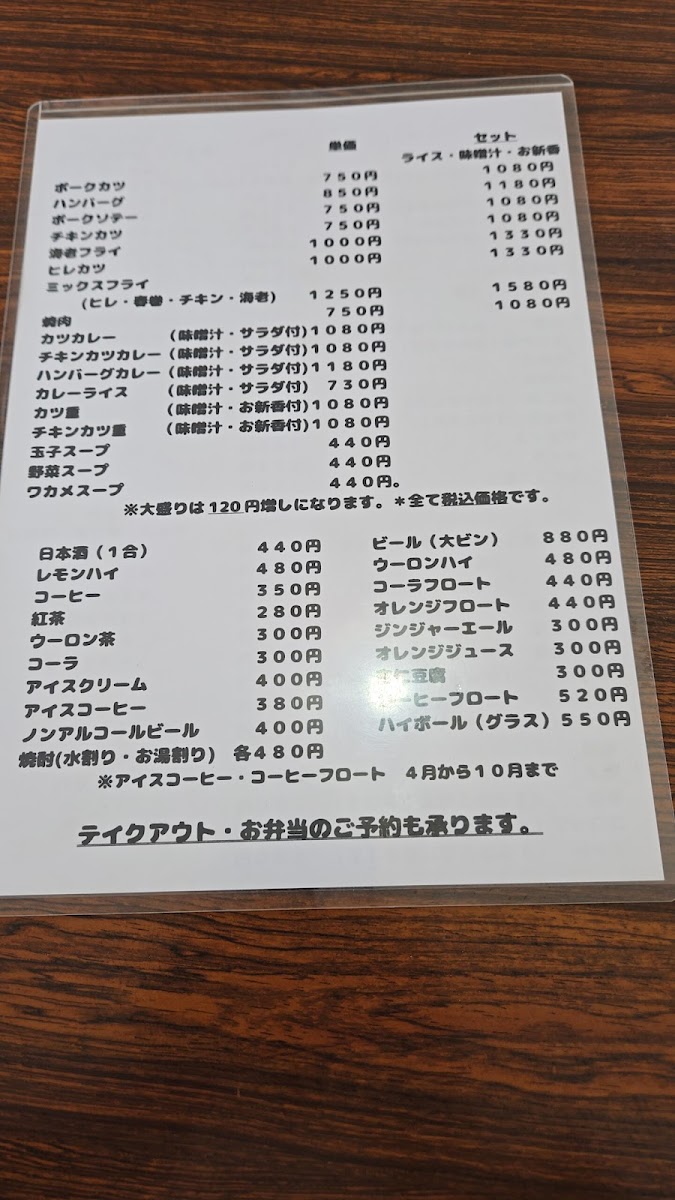 単価 セット
ライス・味噌汁・お新香
ポークカツ 750円 1080円
ハンバーグ 850円 1180円
ポークソテー 750円 1080円
チキンカツ 750円 1080円
海老フライ 1000円 1330円
ヒレカツ 1000円 1330円
ミックスフライ
(ヒレ・春巻・チキン・海老) 1250円 1580円
焼肉 750円 1080円
カツカレー (味噌汁・サラダ付)1080円
チキンカツカレー(味噌汁・サラダ付)1080円
ハンバーグカレー(味噌汁・サラダ付)1180円
カレーライス (味噌汁・サラダ付) 730円
カツ重 (味噌汁・お新香付)1080円
チキンカツ重 (味噌汁・お新香付)1080円
玉子スープ 440円
野菜スープ 440円
ワカメスープ 440円。
※大盛りは120円増しになります。＊全て税込価格です。
日本酒(1合) 440円 ビール(大ビン) 880円
レモンハイ 480円 ウーロンハイ 480円
コーヒー 350円 コーラフロート 440円
紅茶 280円 オレンジフロート 440円
ウーロン茶 300円 ジンジャーエール 300円
コーラ 300円 オレンジジュース 300円
アイスクリーム 400円 杏仁豆腐 300円
アイスコーヒー 380円 コーヒーフロート 520円
ノンアルコールビール 400円 ハイボール(グラス)550円
焼酎(水割り・お湯割り) 各480円
※アイスコーヒー・コーヒーフロート 4月から10月まで
テイクアウト・お弁当のご予約も承ります。